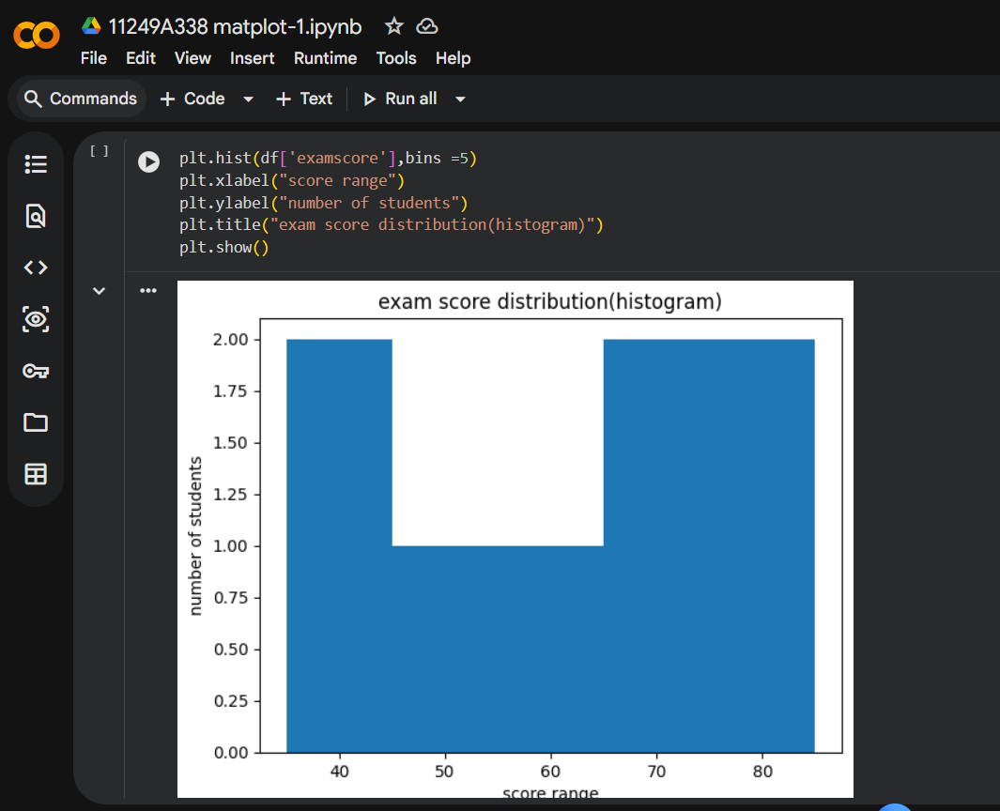 11249A338 matplot-1.ipynb
File Edit View Insert Runtime Tools Help
Commands + Code + Text Run all
[ ]
plt.hist(df['examscore'],bins =5)
plt.xlabel("score range")
plt.ylabel("number of students")
plt.title("exam score distribution(histogram)")
plt.show()
exam score distribution(histogram)
number of students
2.00
1.75
1.50
1.25
1.00
0.75
0.50
0.25
0.00
40 50 60 70 80
score range